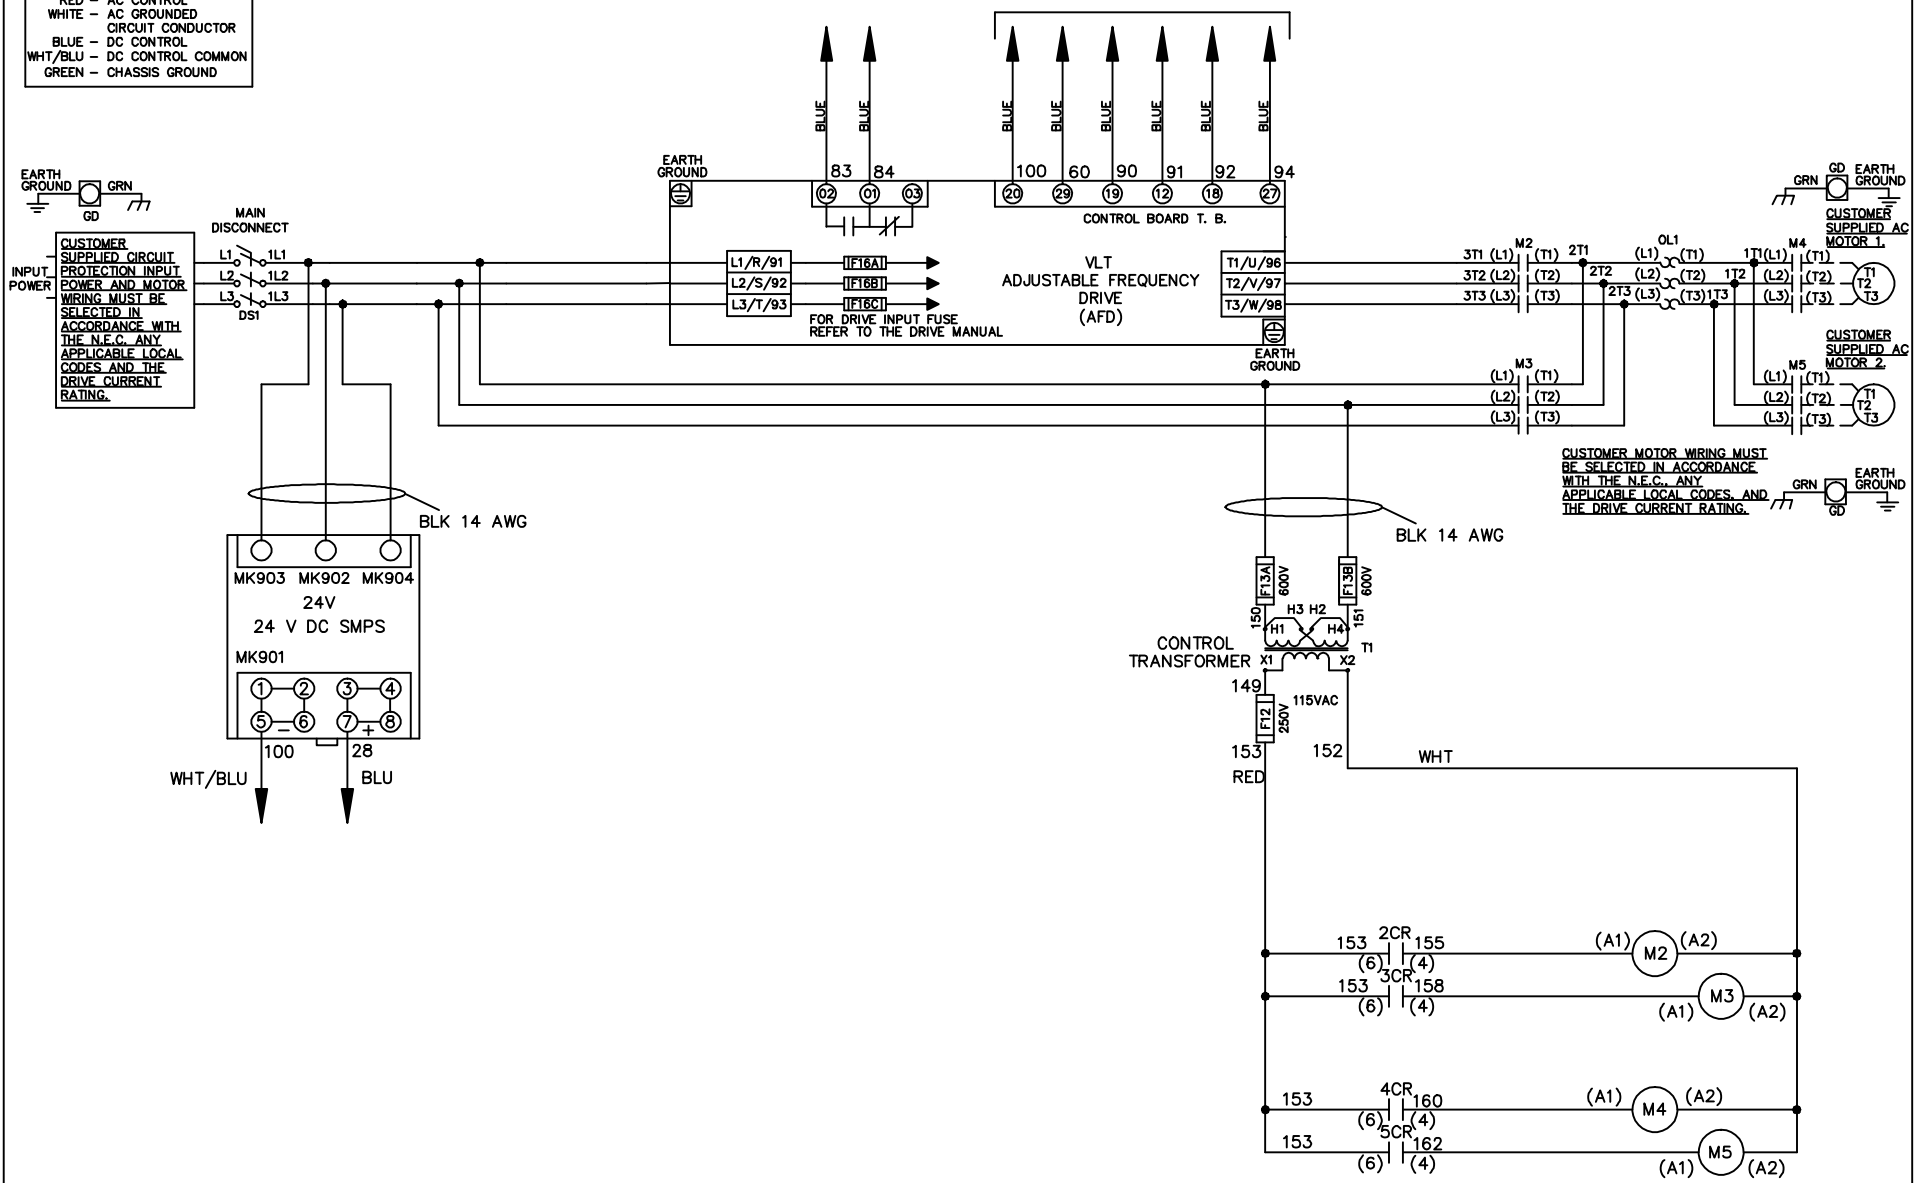 RED – AC CONTROL
WHITE – AC GROUNDED
CIRCUIT CONDUCTOR
BLUE – DC CONTROL
WHT/BLU – DC CONTROL COMMON
GREEN – CHASSIS GROUND
BLUE
BLUE
BLUE
BLUE
BLUE
BLUE
BLUE
BLUE
EARTH
GROUND
GRN
GD
MAIN
DISCONNECT
L1 1L1
L2 1L2
L3 1L3
DS1
INPUT
POWER
CUSTOMER
SUPPLIED CIRCUIT
PROTECTION INPUT
POWER AND MOTOR
WIRING MUST BE
SELECTED IN
ACCORDANCE WITH
THE N.E.C. ANY
APPLICABLE LOCAL
CODES AND THE
DRIVE CURRENT
RATING.
EARTH
GROUND
83 84
02 01 03
100 60 90 91 92 94
20 29 19 12 18 27
CONTROL BOARD T. B.
L1/R/91
L2/S/92
L3/T/93
F16A
F16B
F16C
FOR DRIVE INPUT FUSE
REFER TO THE DRIVE MANUAL
VLT
ADJUSTABLE FREQUENCY
DRIVE
(AFD)
T1/U/96
T2/V/97
T3/W/98
EARTH
GROUND
M2
3T1 (L1) (T1) 2T1
3T2 (L2) (T2) 2T2
3T3 (L3) (T3) 2T3
OL1
(L1) (T1) 1T1
(L2) (T2) 1T2
(L3) (T3) 1T3
M4
(L1) (T1)
(L2) (T2)
(L3) (T3)
T1
T2
T3
GRN
GD
EARTH
GROUND
CUSTOMER
SUPPLIED AC
MOTOR 1.
M3
(L1) (T1)
(L2) (T2)
(L3) (T3)
CUSTOMER
SUPPLIED AC
MOTOR 2.
M5
(L1) (T1)
(L2) (T2)
(L3) (T3)
T1
T2
T3
CUSTOMER MOTOR WIRING MUST
BE SELECTED IN ACCORDANCE
WITH THE N.E.C., ANY
APPLICABLE LOCAL CODES, AND
THE DRIVE CURRENT RATING.
GRN
GD
EARTH
GROUND
BLK 14 AWG
MK903 MK902 MK904
24V
24 V DC SMPS
MK901
1 2 3 4
5 6 7 8
– +
100 28
WHT/BLU BLU
BLK 14 AWG
F13A
600V
F13B
600V
150
151
H3 H2
H1 H4
T1
CONTROL
TRANSFORMER
X1 X2
149
F12
250V
115VAC
153
RED
152
WHT
2CR
153 155
(6) (4)
(A1) M2 (A2)
3CR
153 158
(6) (4)
(A1) M3 (A2)
4CR
153 160
(6) (4)
(A1) M4 (A2)
5CR
153 162
(6) (4)
(A1) M5 (A2)